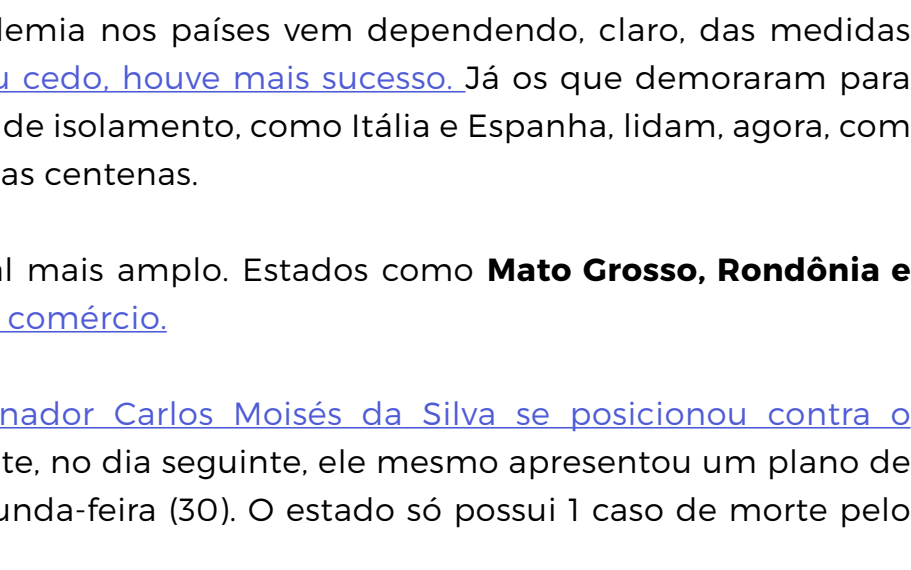 demia nos países vem dependendo, claro, das medidas
u cedo, houve mais sucesso. Já os que demoraram para
de isolamento, como Itália e Espanha, lidam, agora, com
as centenas.
al mais amplo. Estados como Mato Grosso, Rondônia e
comércio.
nador Carlos Moisés da Silva se posicionou contra o
te, no dia seguinte, ele mesmo apresentou um plano de
unda-feira (30). O estado só possui 1 caso de morte pelo